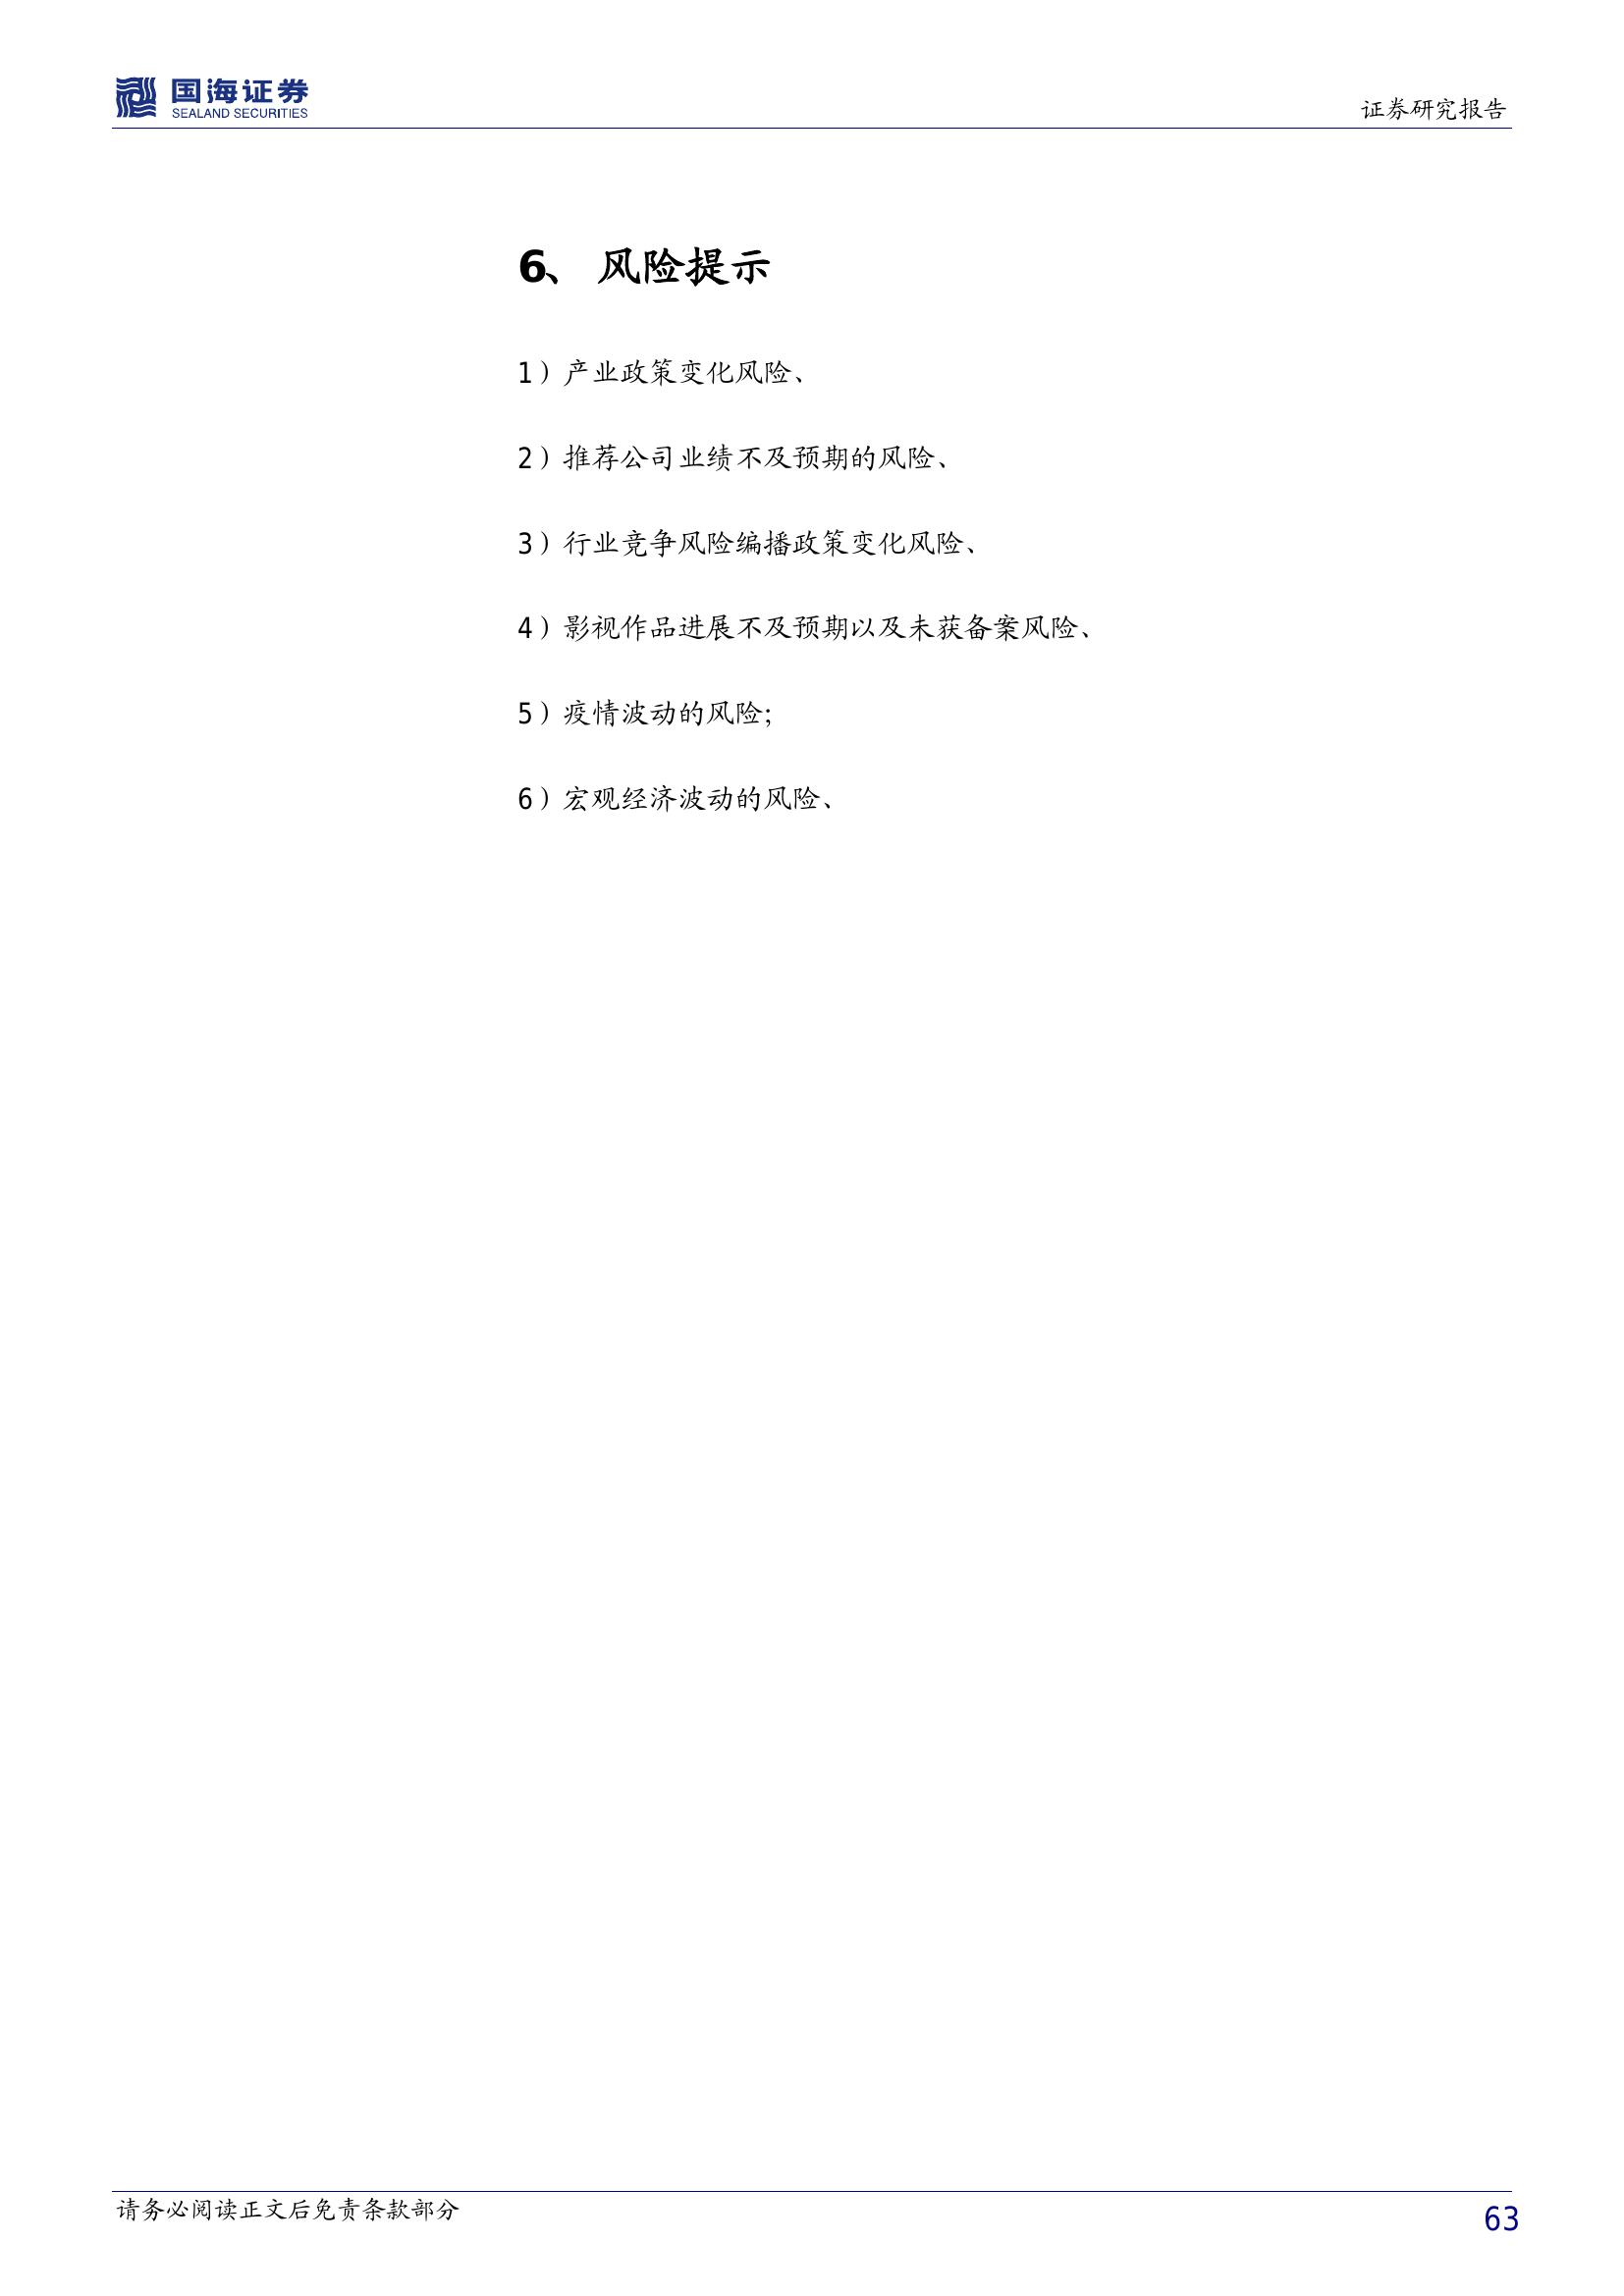 国海证券
SEALAND SECURITIES
证券研究报告
6、 风险提示
1）产业政策变化风险、
2）推荐公司业绩不及预期的风险、
3）行业竞争风险编播政策变化风险、
4）影视作品进展不及预期以及未获备案风险、
5）疫情波动的风险；
6）宏观经济波动的风险、
请务必阅读正文后免责条款部分
63